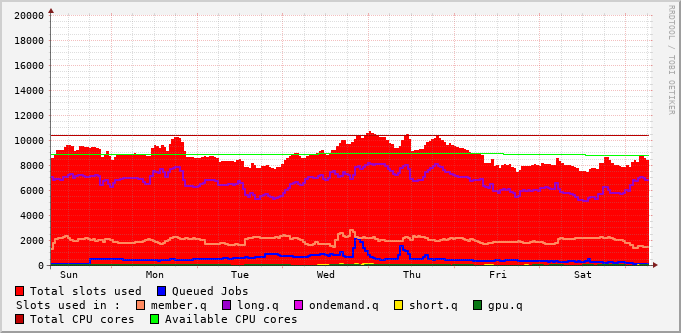 20000
18000
16000
14000
12000
10000
8000
6000
4000
2000
0
Sun Mon Tue Wed Thu Fri Sat
Total slots used Queued Jobs
Slots used in : member.q long.q ondemand.q short.q gpu.q
Total CPU cores Available CPU cores
RRDTOOL / TOBI OETIKER